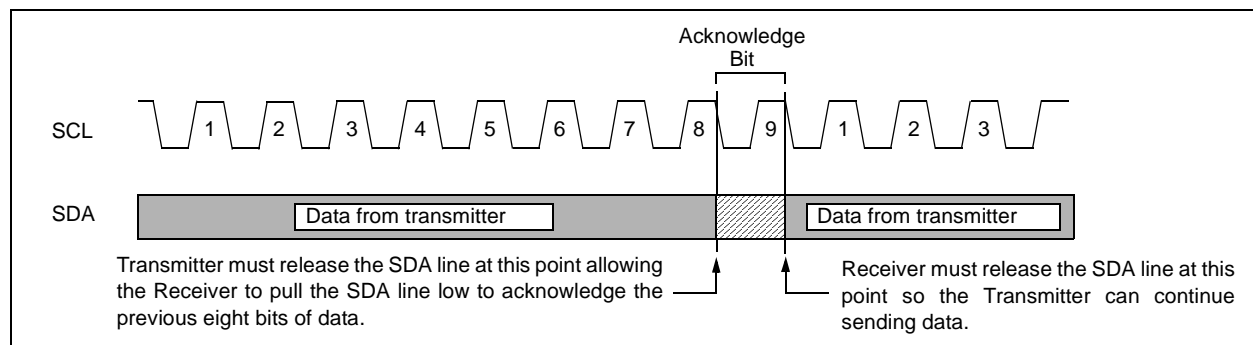 Acknowledge
Bit
SCL
1 2 3 4 5 6 7 8 9 1 2 3
SDA
Data from transmitter
Data from transmitter
Transmitter must release the SDA line at this point allowing
the Receiver to pull the SDA line low to acknowledge the
previous eight bits of data.
Receiver must release the SDA line at this
point so the Transmitter can continue
sending data.